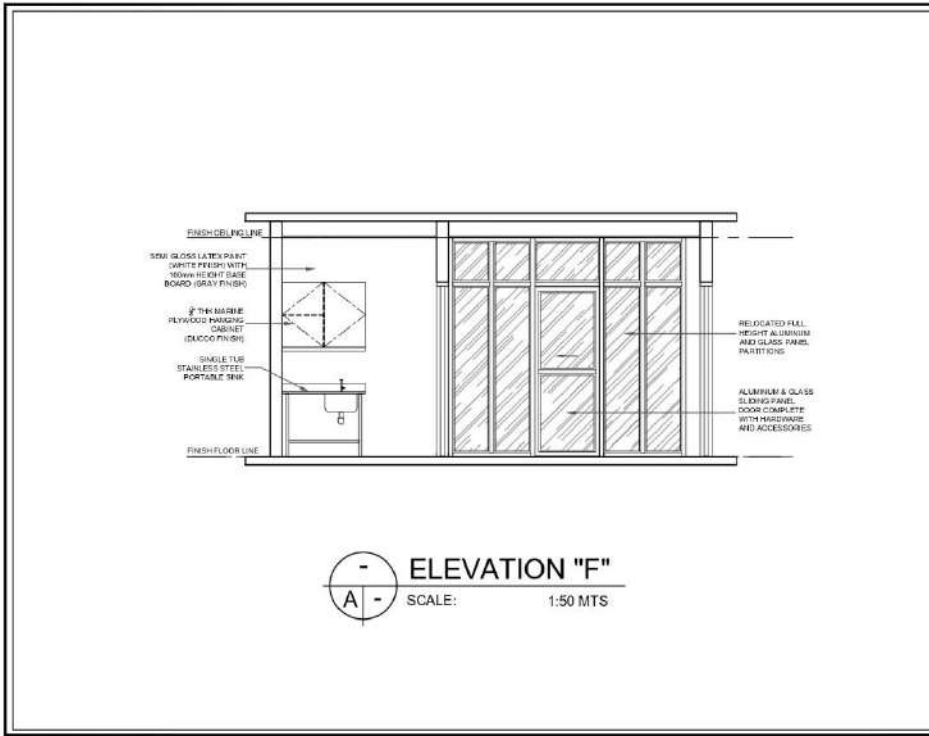 FINISH CEILING LINE
SEMI GLOSS LATEX PAINT
(WHITE FINISH) WITH
100mm HEIGHT BASE
BOARD (GRAY FINISH)
THK MARINE
PLYWOOD HANGING
CABINET
(DUCCO FINISH)
SINGLE TUB
STAINLESS STEEL
PORTABLE SINK
FINISH FLOOR LINE
RELOCATED FULL
HEIGHT ALUMINUM
AND GLASS PANEL
PARTITIONS
ALUMINUM & GLASS
SLIDING PANEL
DOOR COMPLETE
WITH HARDWARE
AND ACCESSORIES
-
A -
ELEVATION "F"
SCALE: 1:50 MTS